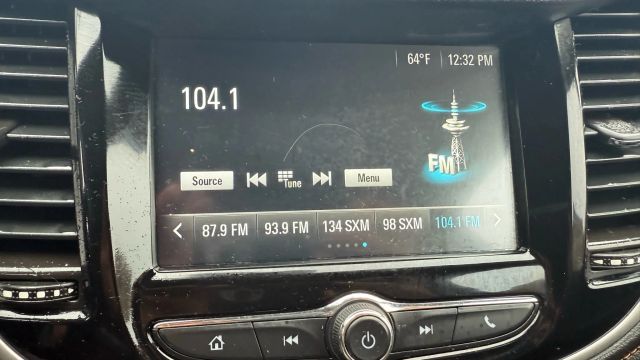 64°F 12:32 PM
104.1
FM
Source Tune Menu
87.9 FM 93.9 FM 134 SXM 98 SXM 104.1 FM